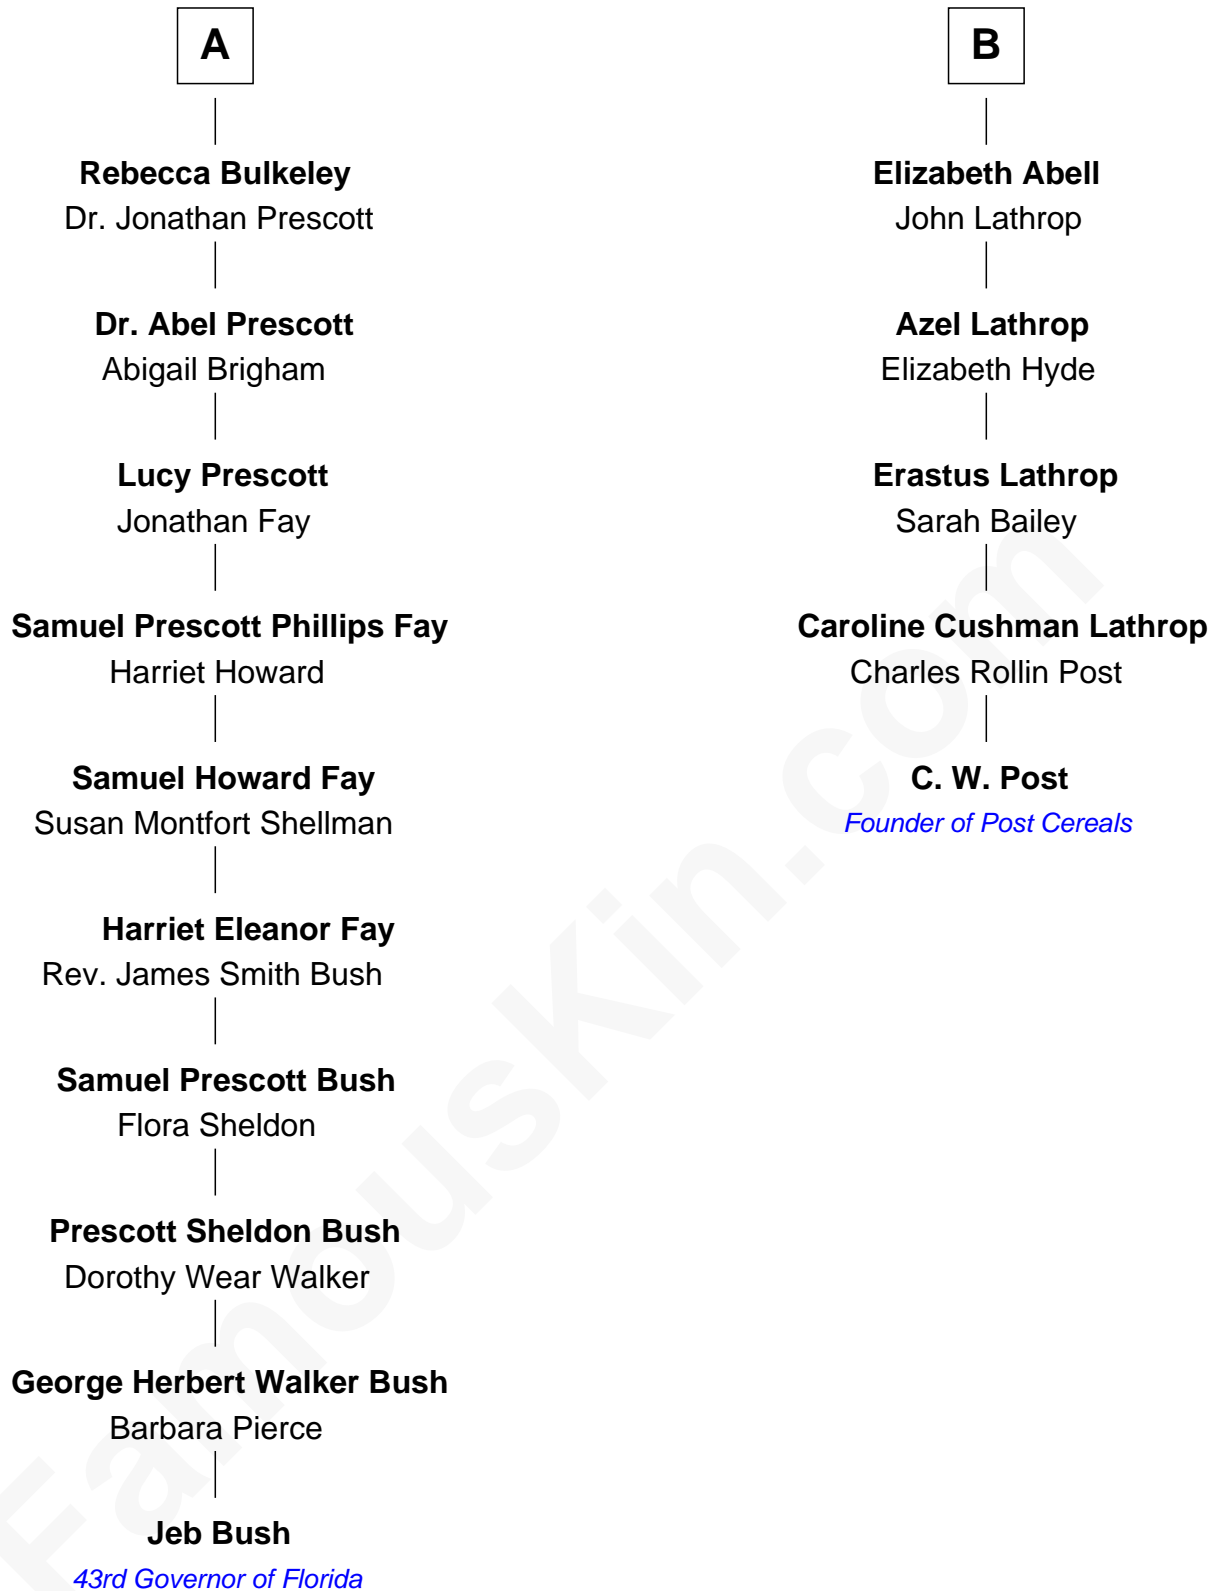 A
Rebecca Bulkeley
Dr. Jonathan Prescott
Dr. Abel Prescott
Abigail Brigham
Lucy Prescott
Jonathan Fay
Samuel Prescott Phillips Fay
Harriet Howard
Samuel Howard Fay
Susan Montfort Shellman
Harriet Eleanor Fay
Rev. James Smith Bush
Samuel Prescott Bush
Flora Sheldon
Prescott Sheldon Bush
Dorothy Wear Walker
George Herbert Walker Bush
Barbara Pierce
Jeb Bush
43rd Governor of Florida
B
Elizabeth Abell
John Lathrop
Azel Lathrop
Elizabeth Hyde
Erastus Lathrop
Sarah Bailey
Caroline Cushman Lathrop
Charles Rollin Post
C. W. Post
Founder of Post Cereals
FamousKin.com